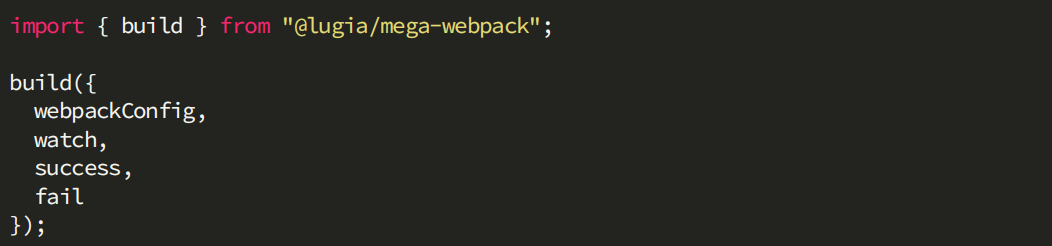 import { build } from "@lugia/mega-webpack";

build({
  webpackConfig,
  watch,
  success,
  fail
});